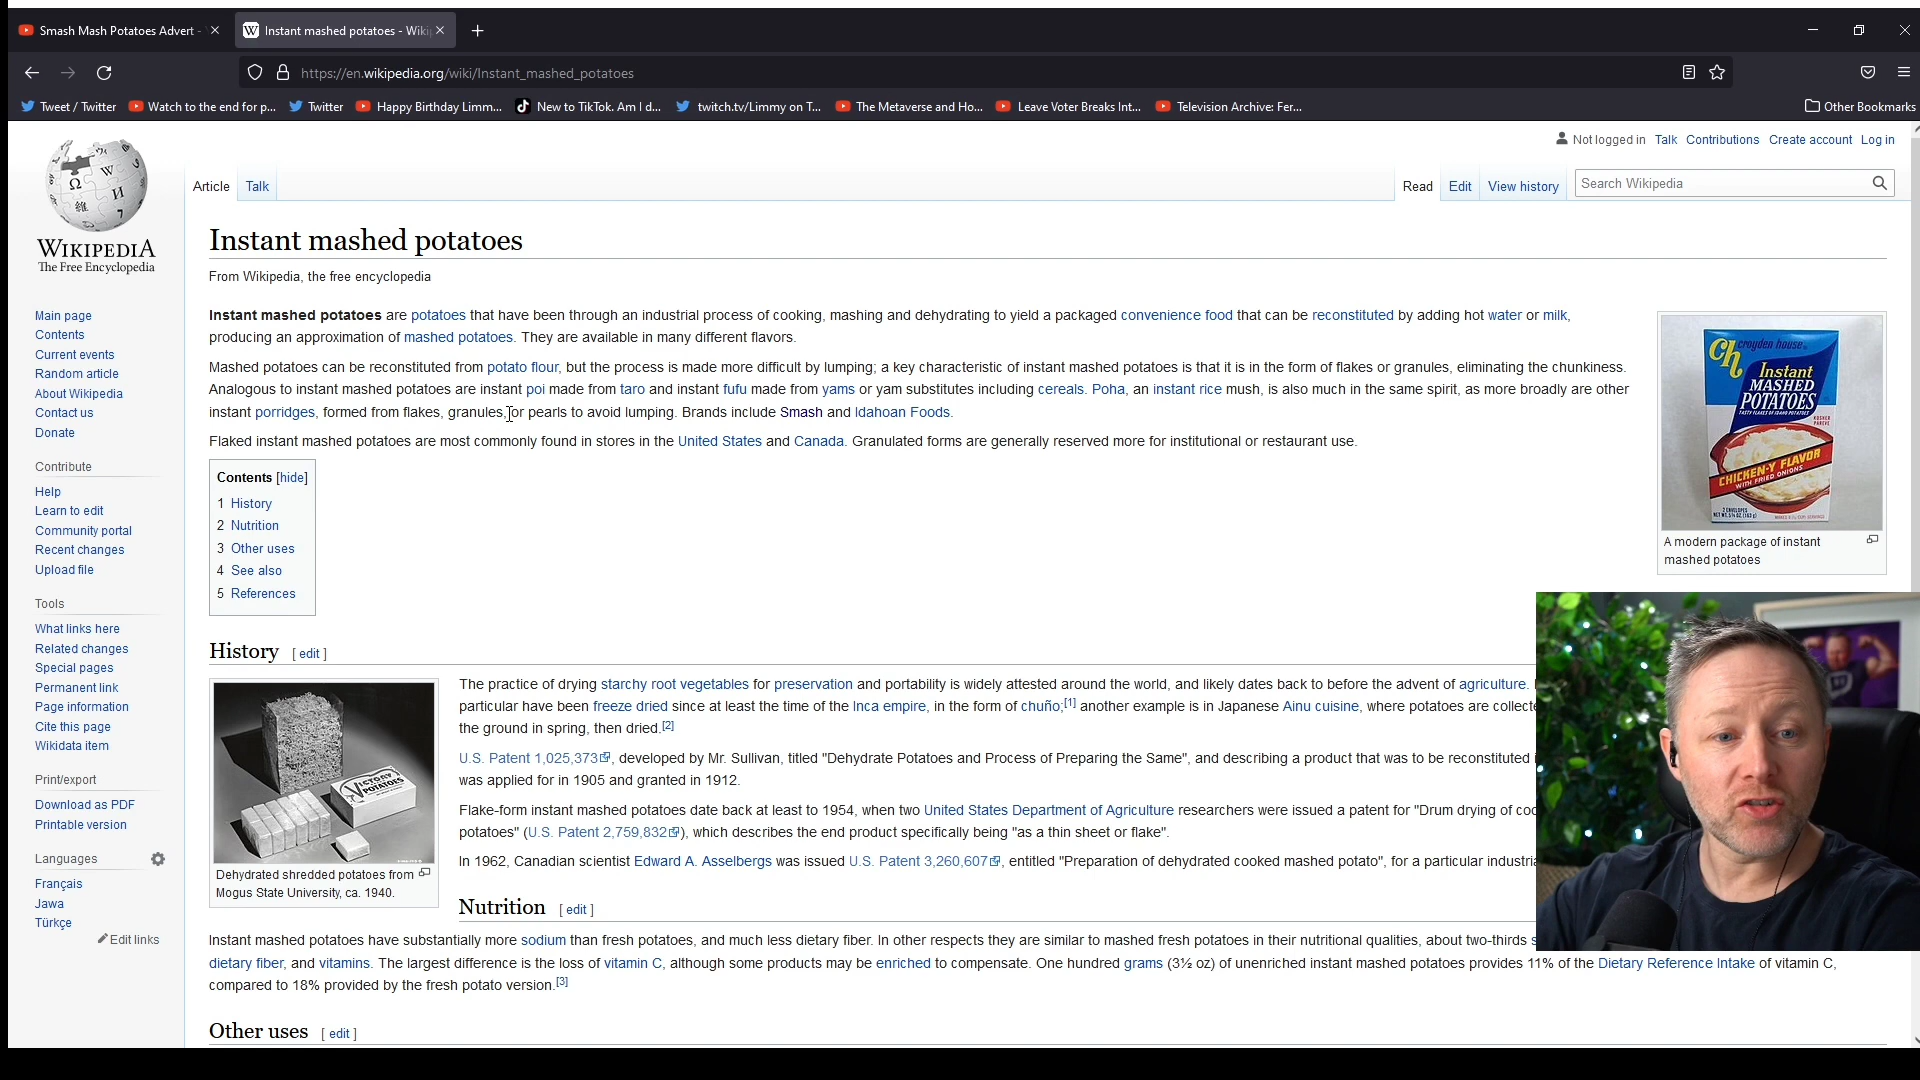 Smash Mash Potatoes Advert -
Instant mashed potatoes - Wiki
https://en.wikipedia.org/wiki/Instant_mashed_potatoes
Tweet / Twitter
Watch to the end for p...
Twitter
Happy Birthday Limm...
New to TikTok. Am I d...
twitch.tv/Limmy on T...
The Metaverse and Ho...
Leave Voter Breaks Int...
Television Archive: Fer...
Other Bookmarks
Not logged in Talk Contributions Create account Log in
WIKIPEDIA
The Free Encyclopedia
Article Talk
Read Edit View history
Search Wikipedia
Main page
Contents
Current events
Random article
About Wikipedia
Contact us
Donate
Contribute
Help
Learn to edit
Community portal
Recent changes
Upload file
Tools
What links here
Related changes
Special pages
Permanent link
Page information
Cite this page
Wikidata item
Print/export
Download as PDF
Printable version
Languages
Français
Jawa
Türkçe
Edit links
Instant mashed potatoes
From Wikipedia, the free encyclopedia
Instant mashed potatoes are potatoes that have been through an industrial process of cooking, mashing and dehydrating to yield a packaged convenience food that can be reconstituted by adding hot water or milk,
producing an approximation of mashed potatoes. They are available in many different flavors.
Mashed potatoes can be reconstituted from potato flour, but the process is made more difficult by lumping; a key characteristic of instant mashed potatoes is that it is in the form of flakes or granules, eliminating the chunkiness.
Analogous to instant mashed potatoes are instant poi made from taro and instant fufu made from yams or yam substitutes including cereals. Poha, an instant rice mush, is also much in the same spirit, as more broadly are other
instant porridges, formed from flakes, granules, or pearls to avoid lumping. Brands include Smash and Idahoan Foods.
Flaked instant mashed potatoes are most commonly found in stores in the United States and Canada. Granulated forms are generally reserved more for institutional or restaurant use.
ch
croyden house
Instant
MASHED
POTATOES
TASTY FLAKES OF IDAHO POTATOES
KOSHER
PAREVE
CHICKEN-Y FLAVOR
WITH FRIED ONIONS
2 ENVELOPES
A modern package of instant
mashed potatoes
Contents [hide]
1 History
2 Nutrition
3 Other uses
4 See also
5 References
History [ edit ]
VICTORY
POTATOES
Dehydrated shredded potatoes from
Mogus State University, ca. 1940.
The practice of drying starchy root vegetables for preservation and portability is widely attested around the world, and likely dates back to before the advent of agriculture.
particular have been freeze dried since at least the time of the Inca empire, in the form of chuño;[1] another example is in Japanese Ainu cuisine, where potatoes are collecte
the ground in spring, then dried.[2]
U.S. Patent 1,025,373, developed by Mr. Sullivan, titled "Dehydrate Potatoes and Process of Preparing the Same", and describing a product that was to be reconstituted
was applied for in 1905 and granted in 1912.
Flake-form instant mashed potatoes date back at least to 1954, when two United States Department of Agriculture researchers were issued a patent for "Drum drying of coo
potatoes" (U.S. Patent 2,759,832), which describes the end product specifically being "as a thin sheet or flake".
In 1962, Canadian scientist Edward A. Asselbergs was issued U.S. Patent 3,260,607, entitled "Preparation of dehydrated cooked mashed potato", for a particular industria
Nutrition [ edit ]
Instant mashed potatoes have substantially more sodium than fresh potatoes, and much less dietary fiber. In other respects they are similar to mashed fresh potatoes in their nutritional qualities, about two-thirds s
dietary fiber, and vitamins. The largest difference is the loss of vitamin C, although some products may be enriched to compensate. One hundred grams (3½ oz) of unenriched instant mashed potatoes provides 11% of the Dietary Reference Intake of vitamin C,
compared to 18% provided by the fresh potato version.[3]
Other uses [ edit ]